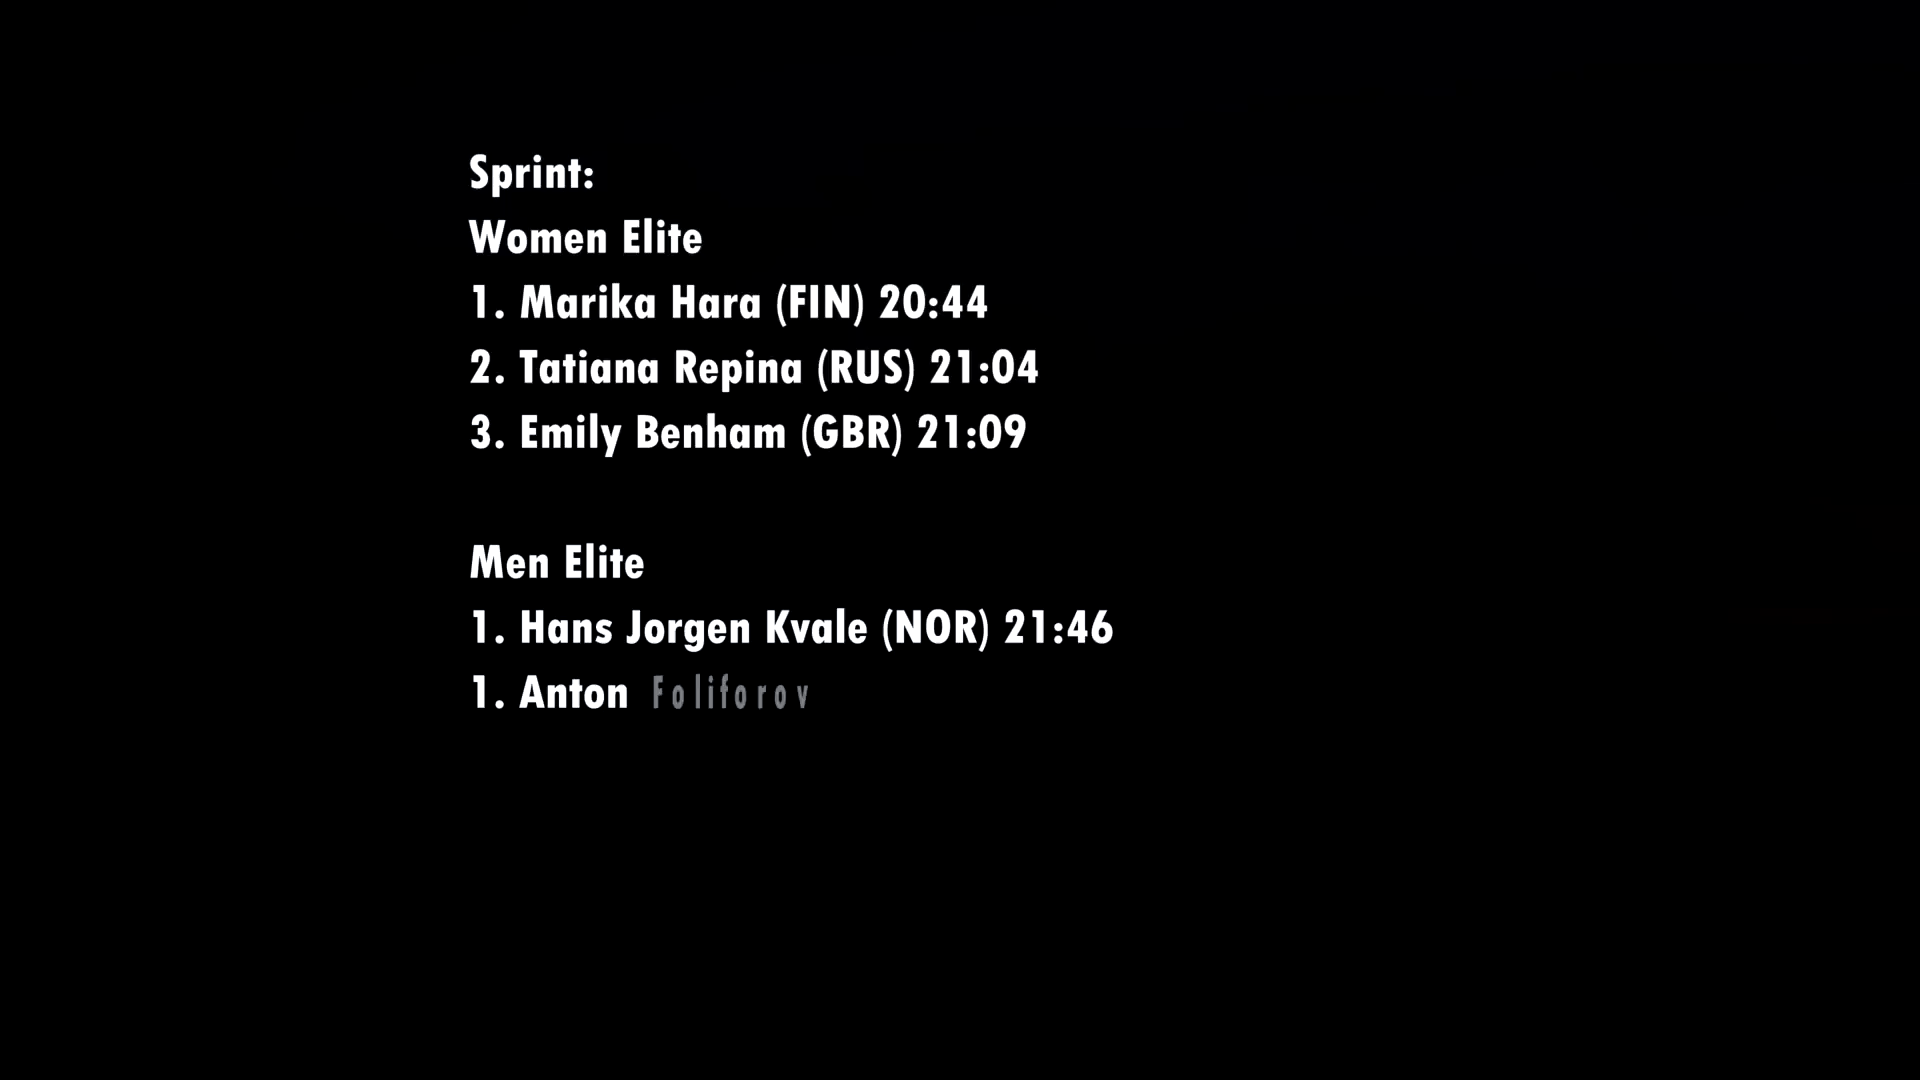 Sprint:
Women Elite
1. Marika Hara (FIN) 20:44
2. Tatiana Repina (RUS) 21:04
3. Emily Benham (GBR) 21:09
Men Elite
1. Hans Jorgen Kvale (NOR) 21:46
1. Anton Foliforov